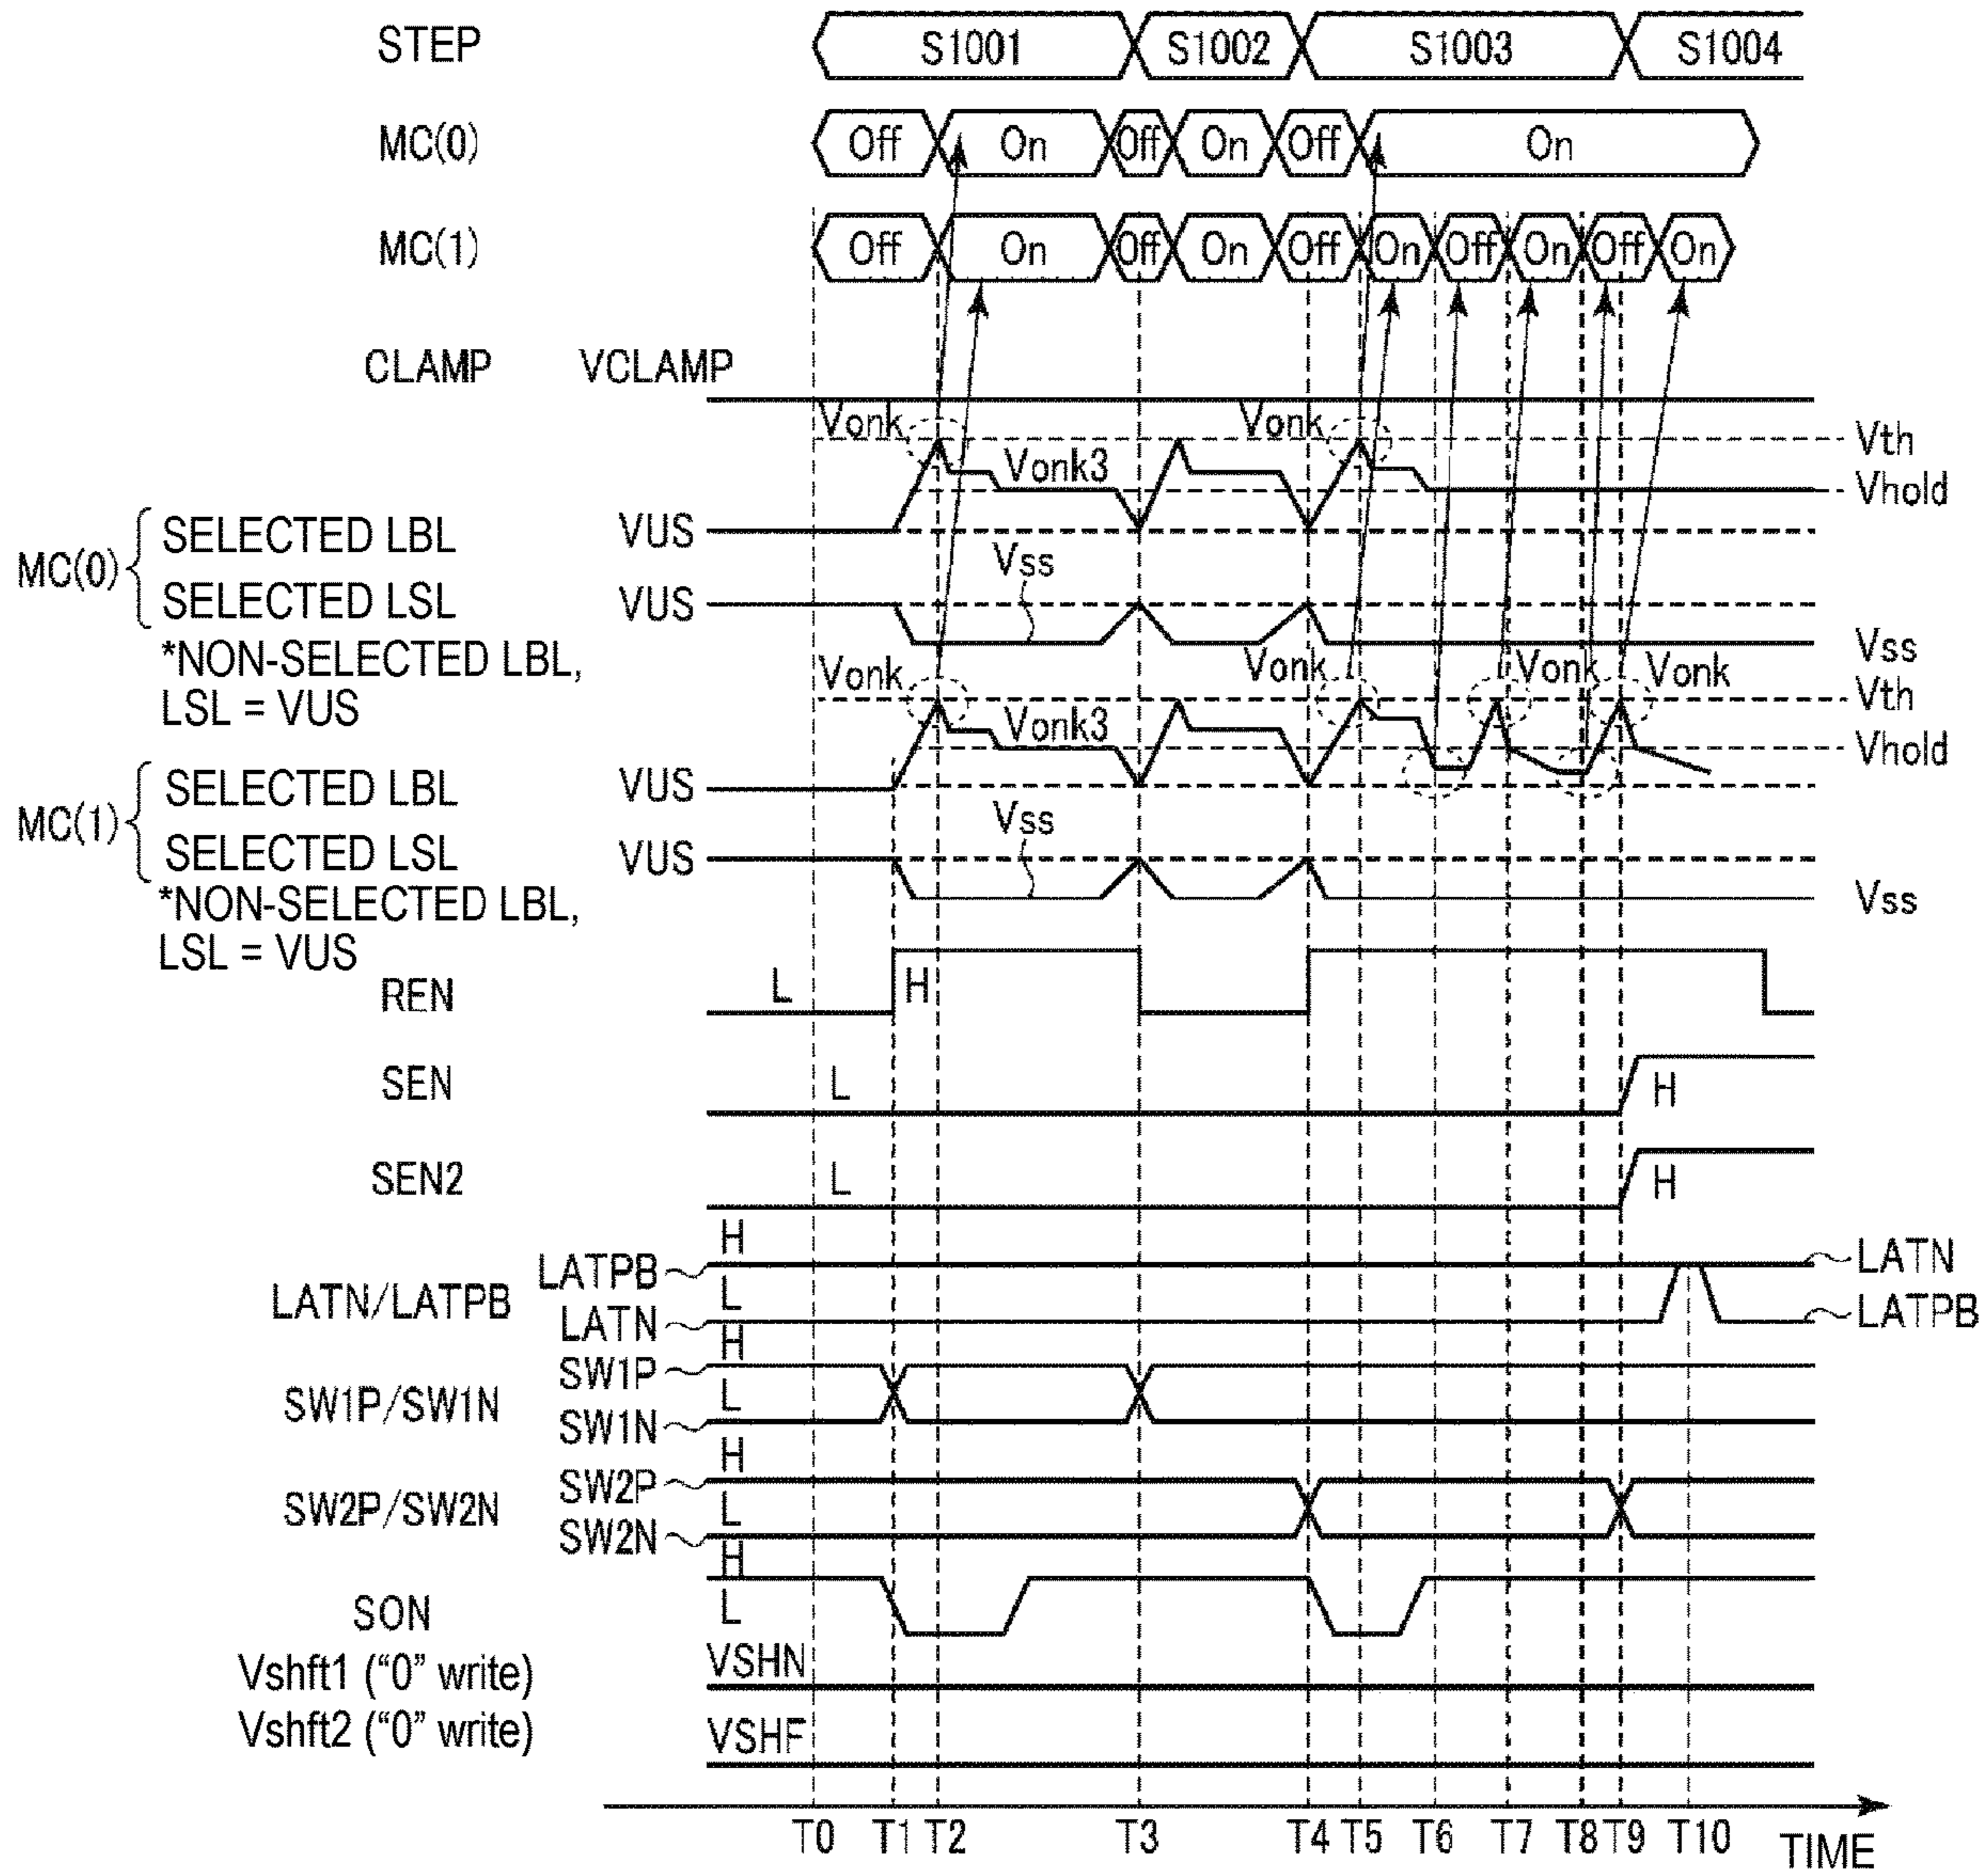 STEP S1001 S1002 S1003 S1004
MC(0) Off On Off On Off On
MC(1) Off On Off On Off On Off On Off On
CLAMP VCLAMP
Vonk Vonk Vth
Vonk3 Vhold
MC(0) SELECTED LBL VUS
Vss
SELECTED LSL VUS
*NON-SELECTED LBL, Vss
LSL = VUS
Vonk Vonk Vonk Vonk Vth
Vonk3 Vhold
MC(1) SELECTED LBL VUS
Vss
SELECTED LSL VUS
*NON-SELECTED LBL, Vss
LSL = VUS
REN L H
SEN L H
SEN2 L H
H
LATPB LATN
LATN/LATPB L
LATN LATPB
H
SW1P
SW1P/SW1N L
SW1N
H
SW2P
SW2P/SW2N L
SW2N
H
SON L
Vshft1 (“0” write) VSHN
Vshft2 (“0” write) VSHF
T0 T1 T2 T3 T4 T5 T6 T7 T8 T9 T10 TIME